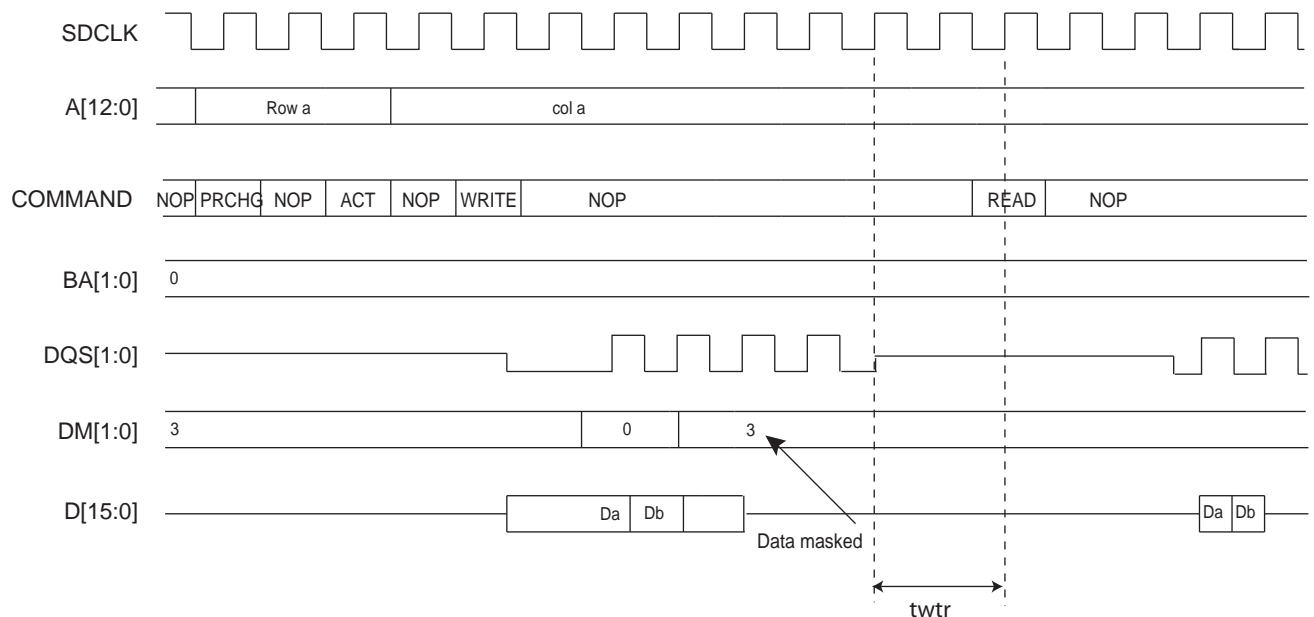 SDCLK
A[12:0] Row a col a
COMMAND NOP PRCHG NOP ACT NOP WRITE NOP READ NOP
BA[1:0] 0
DQS[1:0]
DM[1:0] 3 0 3
D[15:0] Da Db Da Db
Data masked
twtr